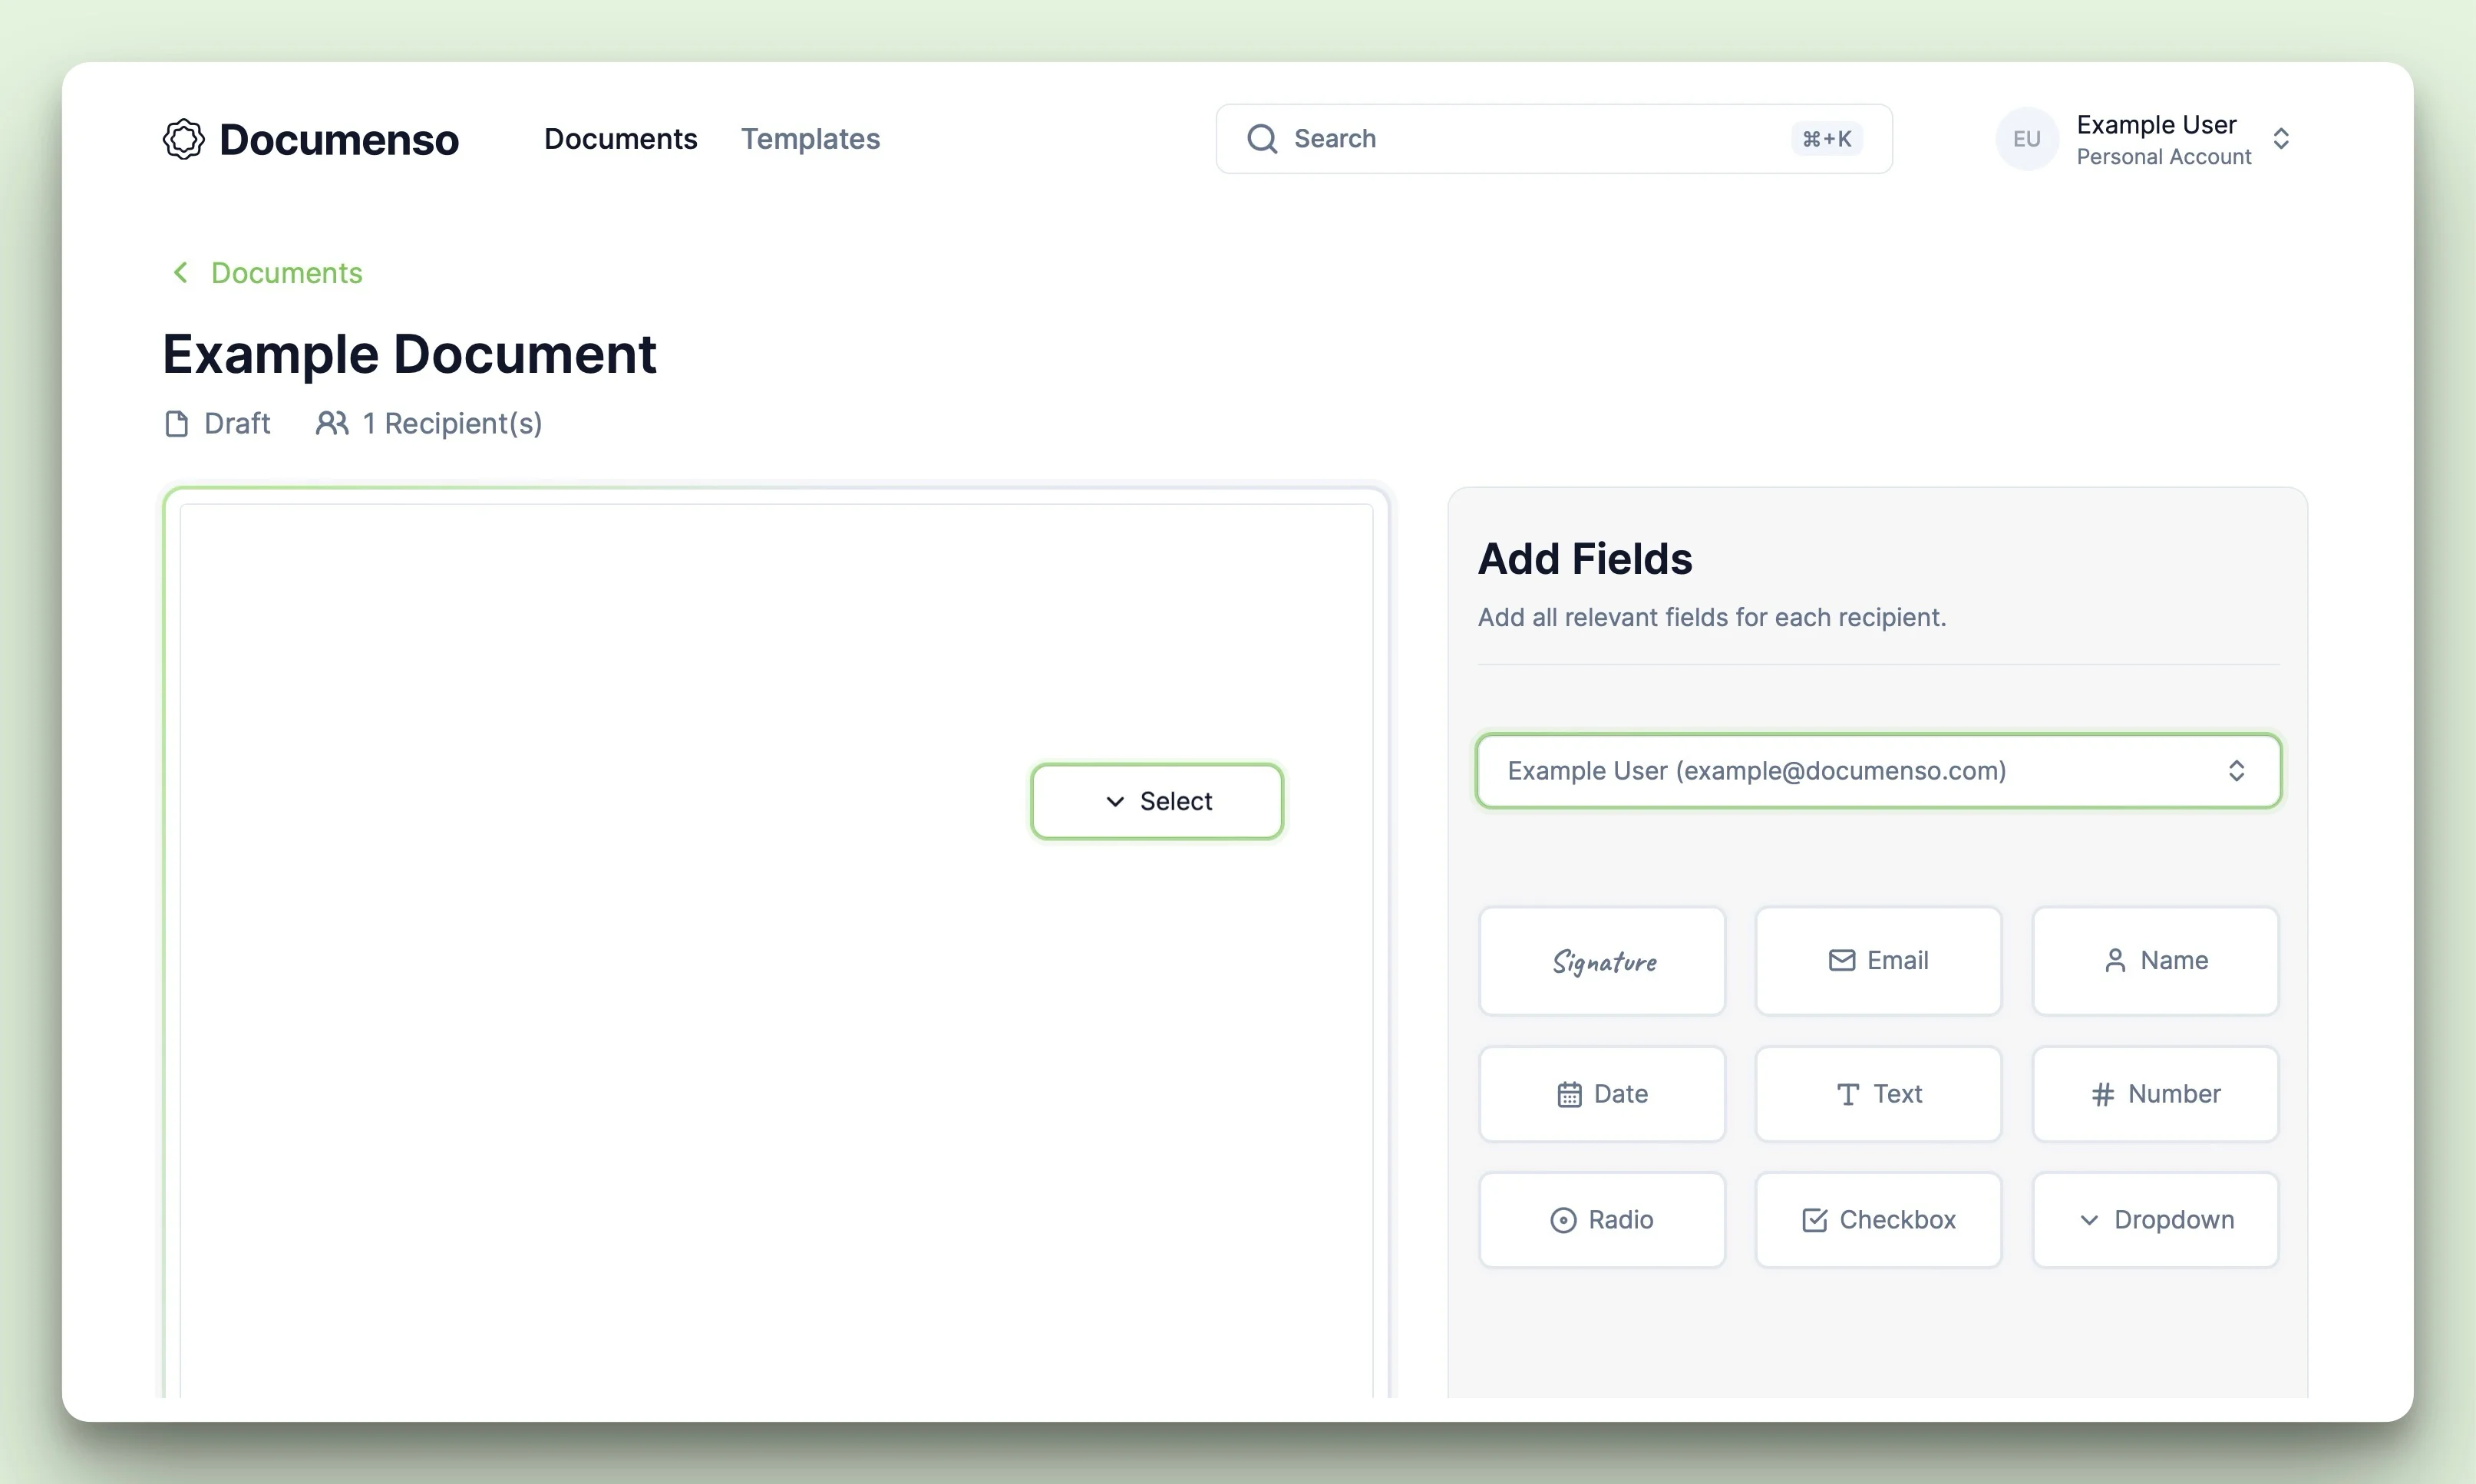 Documenso
Documents
Templates
Search
⌘+K
EU
Example User
Personal Account
Documents
Example Document
Draft
1 Recipient(s)
Select
Add Fields
Add all relevant fields for each recipient.
Example User (example@documenso.com)
Signature
Email
Name
Date
Text
Number
Radio
Checkbox
Dropdown